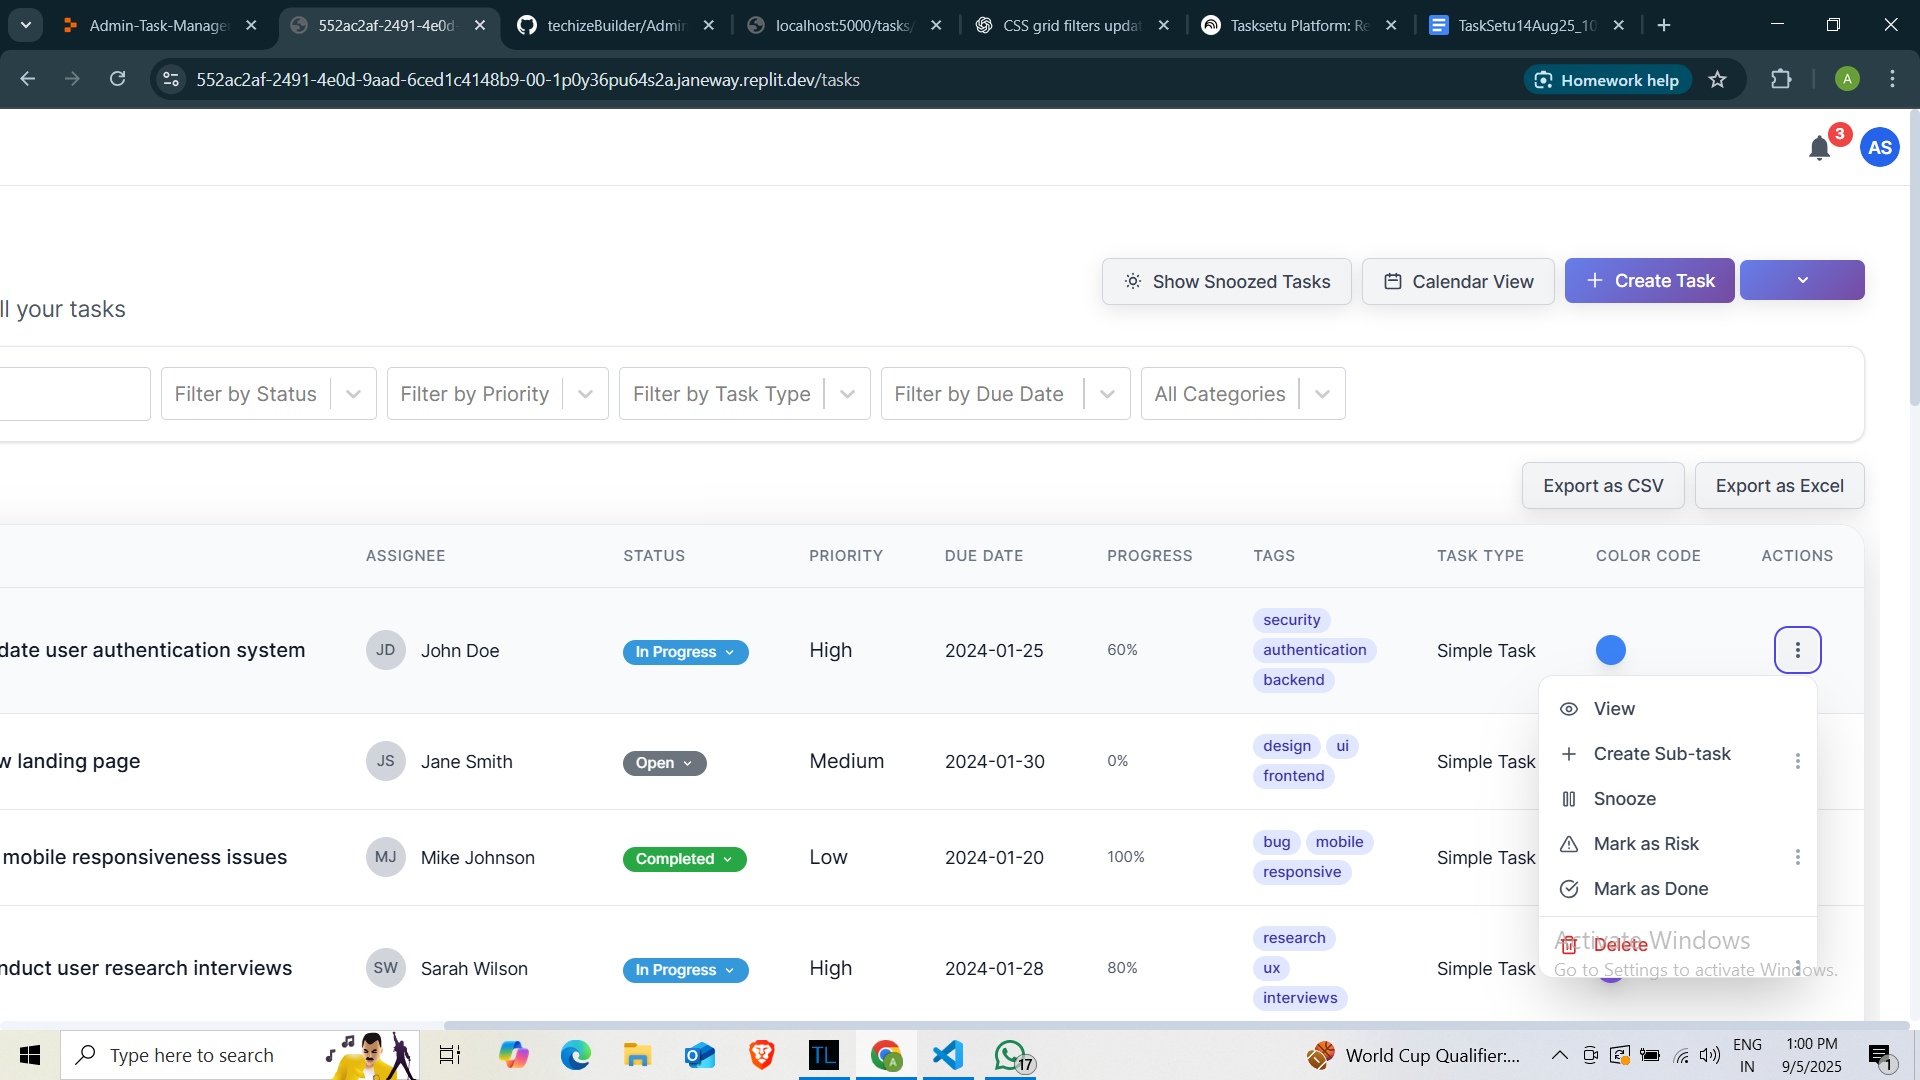 Admin-Task-Manage
552ac2af-2491-4e0d-
techizeBuilder/Admin
localhost:5000/tasks/
CSS grid filters updat
Tasksetu Platform: Re
TaskSetu14Aug25_10
552ac2af-2491-4e0d-9aad-6ced1c4148b9-00-1p0y36pu64s2a.janeway.replit.dev/tasks
Homework help
A
3
AS
Show Snoozed Tasks
Calendar View
Create Task
ll your tasks
Filter by Status
Filter by Priority
Filter by Task Type
Filter by Due Date
All Categories
Export as CSV
Export as Excel
ASSIGNEE STATUS PRIORITY DUE DATE PROGRESS TAGS TASK TYPE COLOR CODE ACTIONS
security
date user authentication system JD John Doe In Progress High 2024-01-25 60% authentication Simple Task
backend
View
design ui
w landing page JS Jane Smith Open Medium 2024-01-30 0% Simple Task
frontend
Create Sub-task
Snooze
bug mobile
mobile responsiveness issues MJ Mike Johnson Completed Low 2024-01-20 100% Simple Task
responsive
Mark as Risk
Mark as Done
research
nduct user research interviews SW Sarah Wilson In Progress High 2024-01-28 80% ux Simple Task
interviews
Delete
Activate Windows
Go to Settings to activate Windows.
Type here to search
TL
17
World Cup Qualifier:...
ENG
IN
1:00 PM
9/5/2025
1